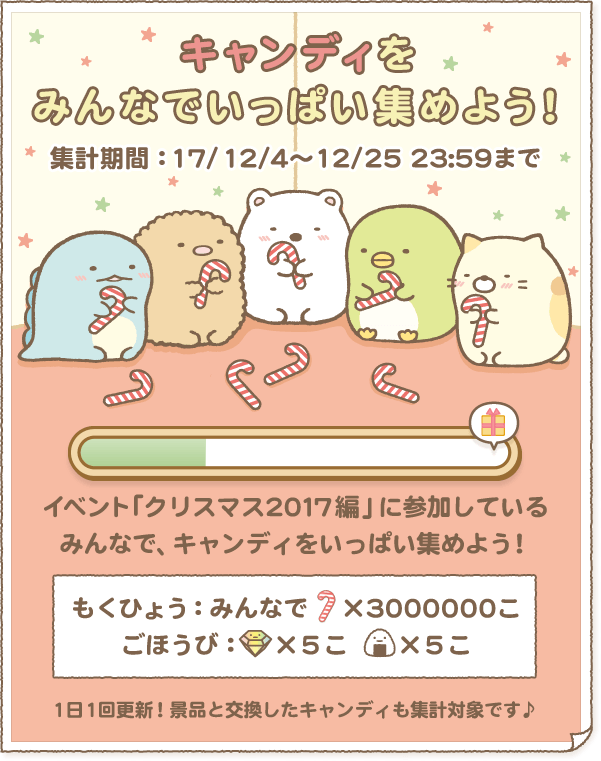 キャンディを
みんなでいっぱい集めよう!
集計期間：17/12/4～12/25 23:59まで
イベント「クリスマス2017編」に参加している
みんなで、キャンディをいっぱい集めよう!
もくひょう：みんなで ×3000000こ
ごほうび： ×5こ ×5こ
1日1回更新!景品と交換したキャンディも集計対象です♪